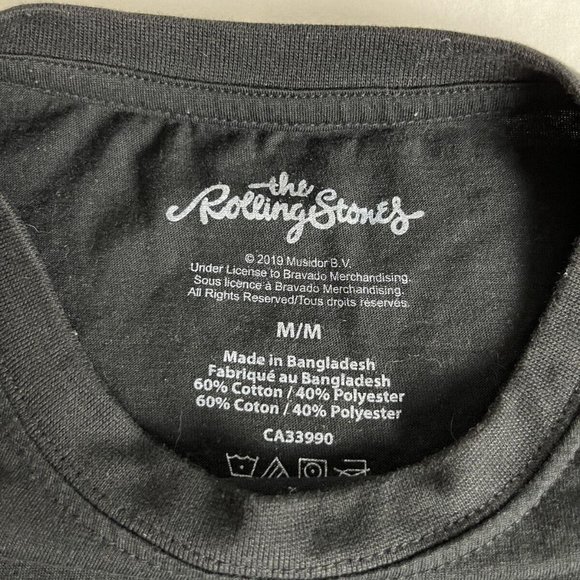 the
Rolling Stones
© 2019 Musidor B.V.
Under License to Bravado Merchandising.
Sous licence à Bravado Merchandising.
All Rights Reserved/Tous droits réservés.
M/M
Made in Bangladesh
Fabriqué au Bangladesh
60% Cotton / 40% Polyester
60% Coton / 40% Polyester
CA33990